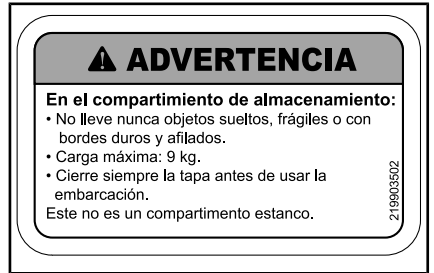 ADVERTENCIA
En el compartimiento de almacenamiento:
• No lleve nunca objetos sueltos, frágiles o con
bordes duros y afilados.
• Carga máxima: 9 kg.
• Cierre siempre la tapa antes de usar la
embarcación.
Este no es un compartimento estanco.
219903502